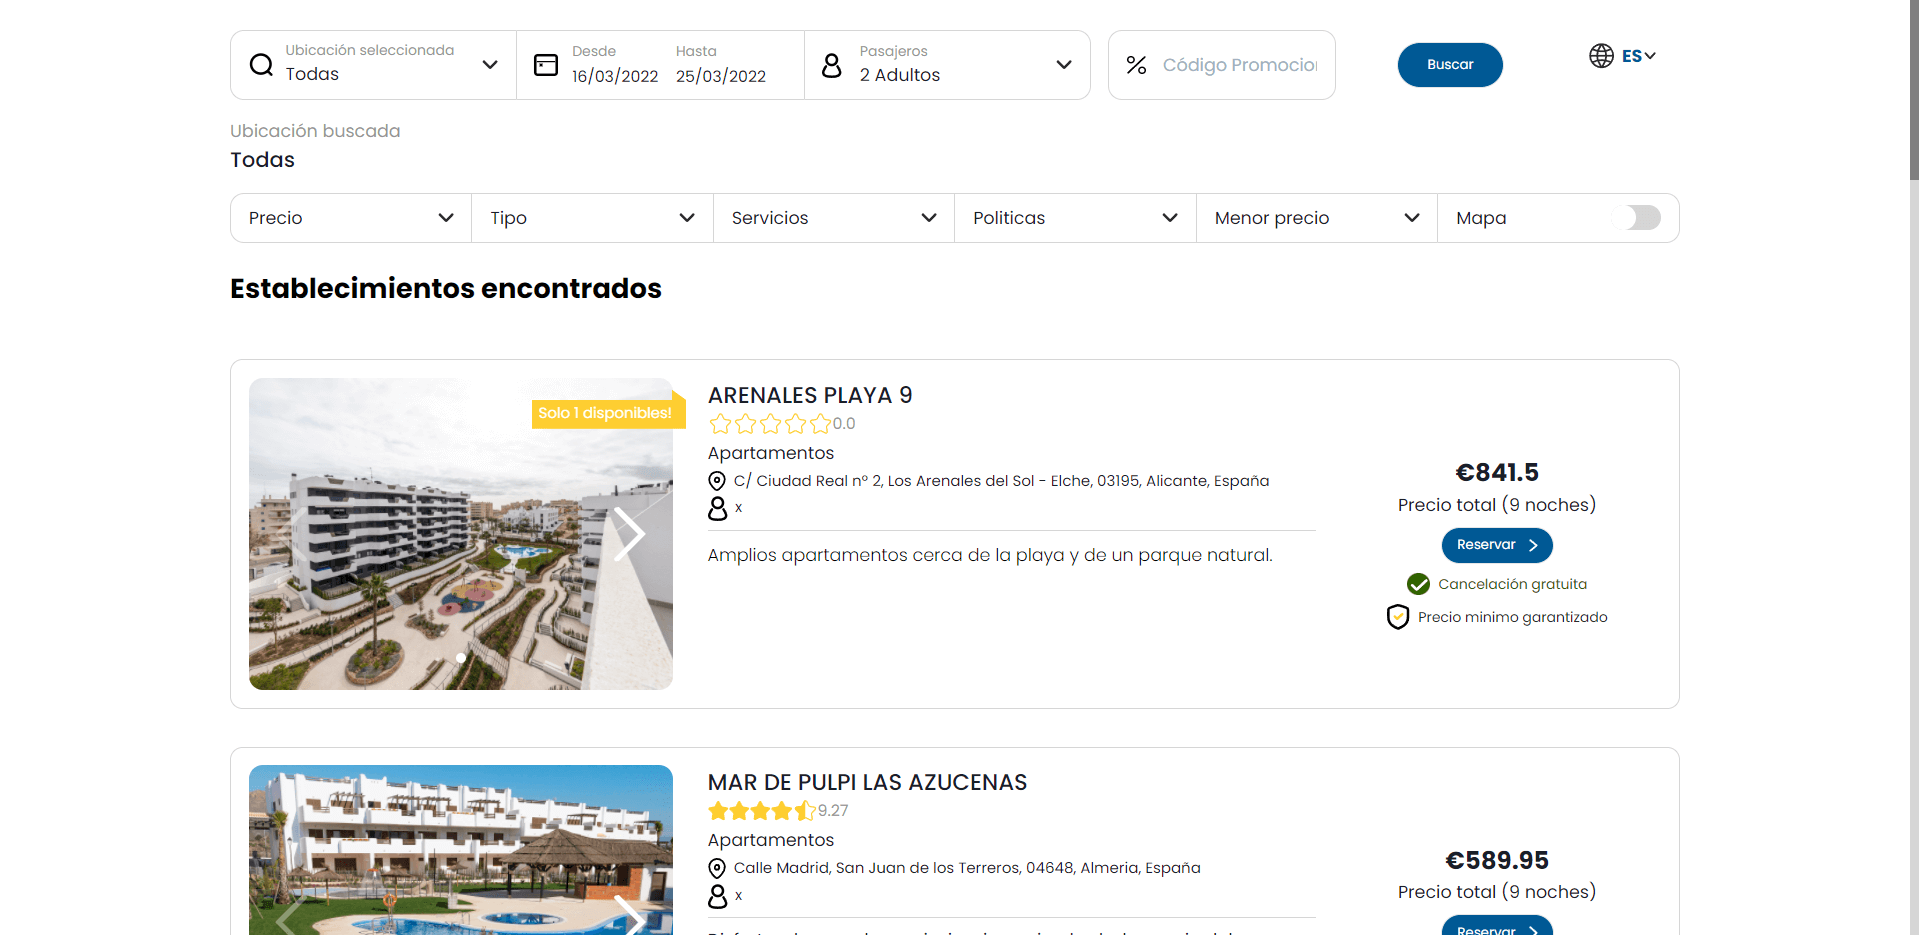 Ubicación seleccionada
Todas
Desde
16/03/2022
Hasta
25/03/2022
Pasajeros
2 Adultos
Código Promocio
Buscar
ES
Ubicación buscada
Todas
Precio
Tipo
Servicios
Politicas
Menor precio
Mapa
Establecimientos encontrados
Solo 1 disponibles!
ARENALES PLAYA 9
0.0
Apartamentos
C/ Ciudad Real nº 2, Los Arenales del Sol - Elche, 03195, Alicante, España
x
Amplios apartamentos cerca de la playa y de un parque natural.
€841.5
Precio total (9 noches)
Reservar
Cancelación gratuita
Precio minimo garantizado
MAR DE PULPI LAS AZUCENAS
9.27
Apartamentos
Calle Madrid, San Juan de los Terreros, 04648, Almeria, España
x
€589.95
Precio total (9 noches)
Reservar